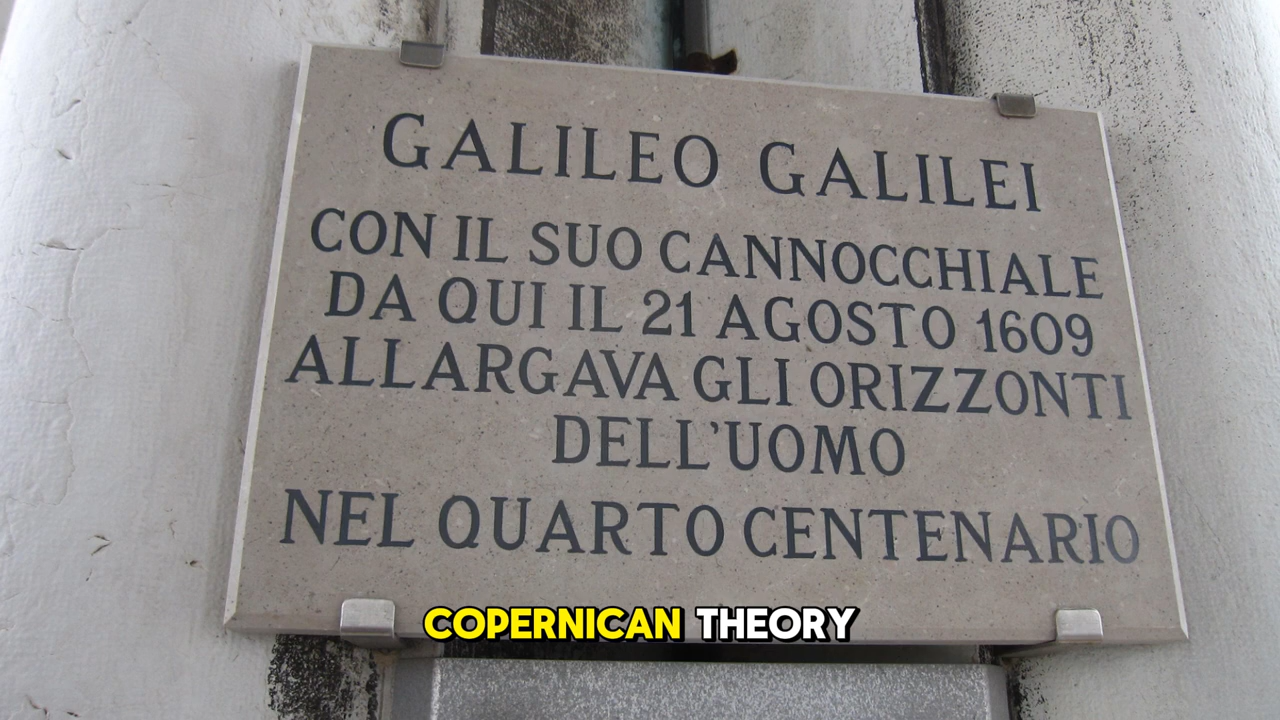 GALILEO GALILEI
CON IL SUO CANNOCCHIALE
DA QUI IL 21 AGOSTO 1609
ALLARGAVA GLI ORIZZONTI
DELL'UOMO
NEL QUARTO CENTENARIO
COPERNICAN THEORY